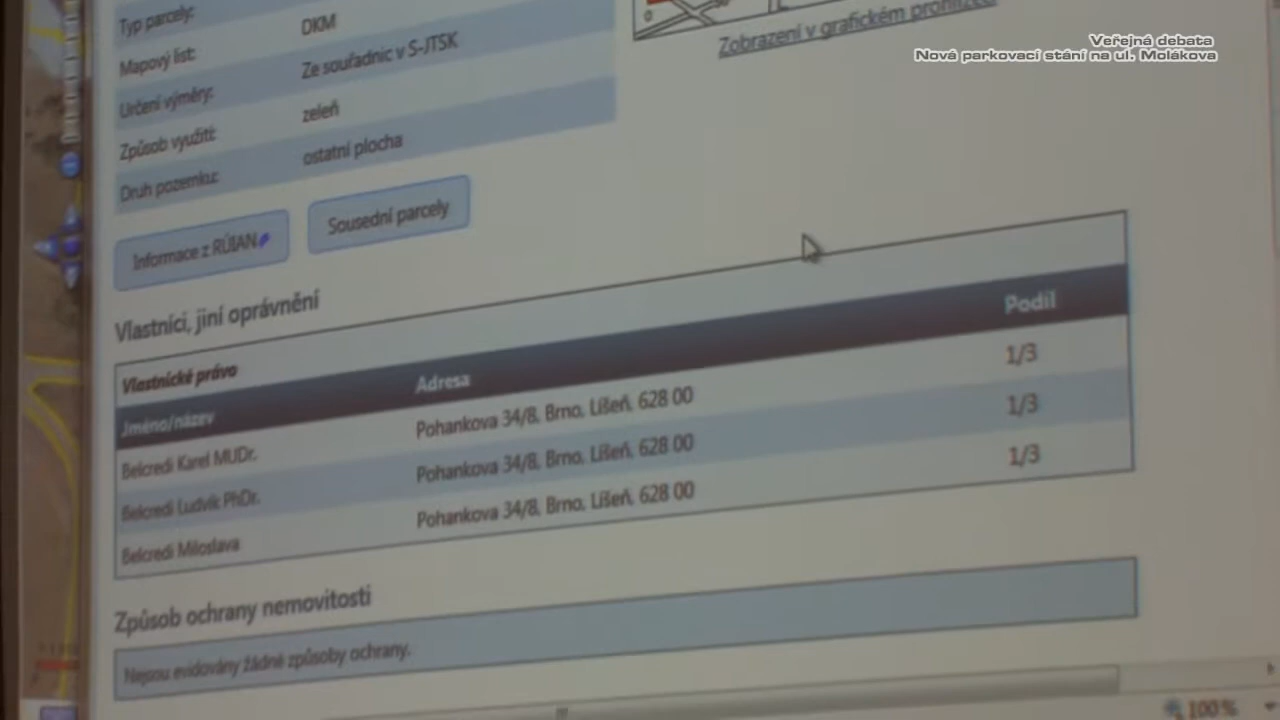 Veřejná debata
Nová parkovací stání na ul. Molákova
Typ parcely:
Mapový list: DKM
Určení výměry: Ze souřadnic v S-JTSK
Způsob využití: zeleň
Druh pozemku: ostatní plocha
0
Zobrazení v grafickém prohlížeči
Informace z RÚIAN
Sousední parcely
Vlastníci, jiní oprávnění
Vlastnické právo
Jméno/název Adresa Podíl
Belcredi Karel MUDr. Pohankova 34/8, Brno, Líšeň, 628 00 1/3
Belcredi Ludvík PhDr. Pohankova 34/8, Brno, Líšeň, 628 00 1/3
Belcredi Miloslava Pohankova 34/8, Brno, Líšeň, 628 00 1/3
Způsob ochrany nemovitosti
Nejsou evidovány žádné způsoby ochrany.
100%